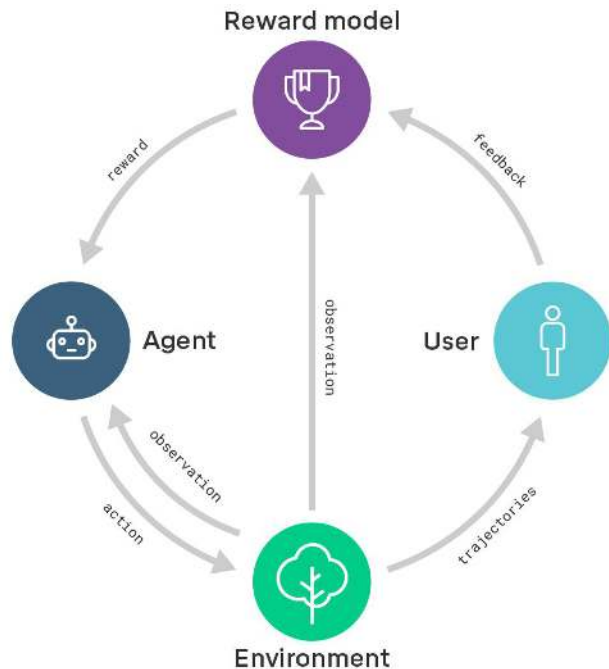 Reward model
reward
feedback
observation
Agent
User
observation
action
trajectories
Environment